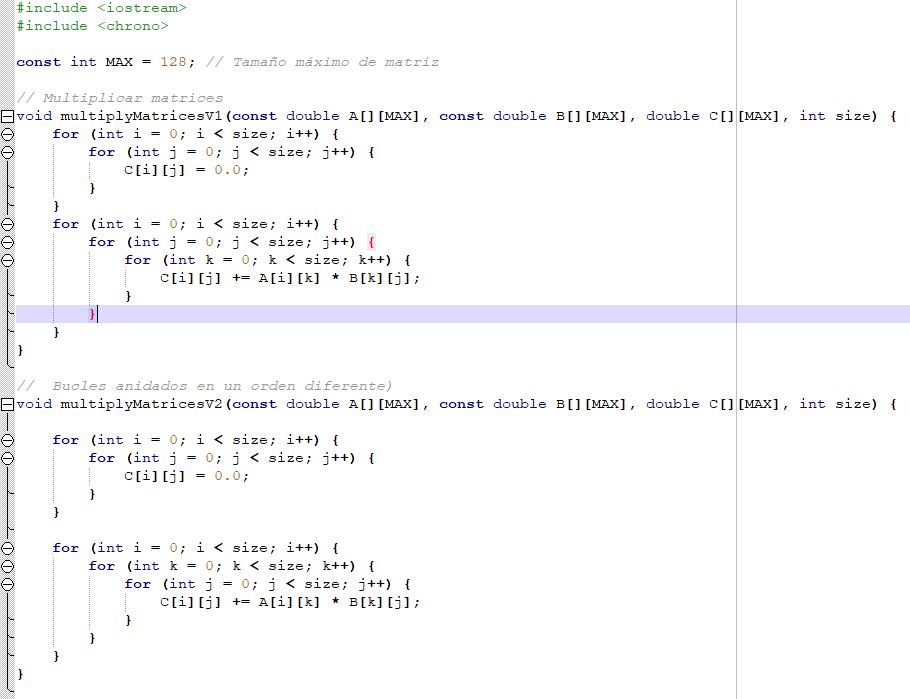 #include <iostream>
#include <chrono>
const int MAX = 128; // Tamaño máximo de matriz
// Multiplicar matrices
void multiplyMatricesV1(const double A[][MAX], const double B[][MAX], double C[][MAX], int size) {
    for (int i = 0; i < size; i++) {
        for (int j = 0; j < size; j++) {
            C[i][j] = 0.0;
        }
    }
    for (int i = 0; i < size; i++) {
        for (int j = 0; j < size; j++) {
            for (int k = 0; k < size; k++) {
                C[i][j] += A[i][k] * B[k][j];
            }
        }
    }
}
//  Bucles anidados en un orden diferente)
void multiplyMatricesV2(const double A[][MAX], const double B[][MAX], double C[][MAX], int size) {
    for (int i = 0; i < size; i++) {
        for (int j = 0; j < size; j++) {
            C[i][j] = 0.0;
        }
    }
    for (int i = 0; i < size; i++) {
        for (int k = 0; k < size; k++) {
            for (int j = 0; j < size; j++) {
                C[i][j] += A[i][k] * B[k][j];
            }
        }
    }
}